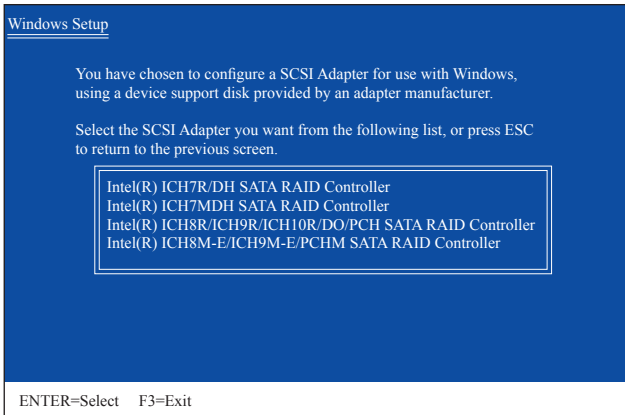 Windows Setup
You have chosen to configure a SCSI Adapter for use with Windows,
using a device support disk provided by an adapter manufacturer.
Select the SCSI Adapter you want from the following list, or press ESC
to return to the previous screen.
Intel(R) ICH7R/DH SATA RAID Controller
Intel(R) ICH7MDH SATA RAID Controller
Intel(R) ICH8R/ICH9R/ICH10R/DO/PCH SATA RAID Controller
Intel(R) ICH8M-E/ICH9M-E/PCHM SATA RAID Controller
ENTER=Select F3=Exit